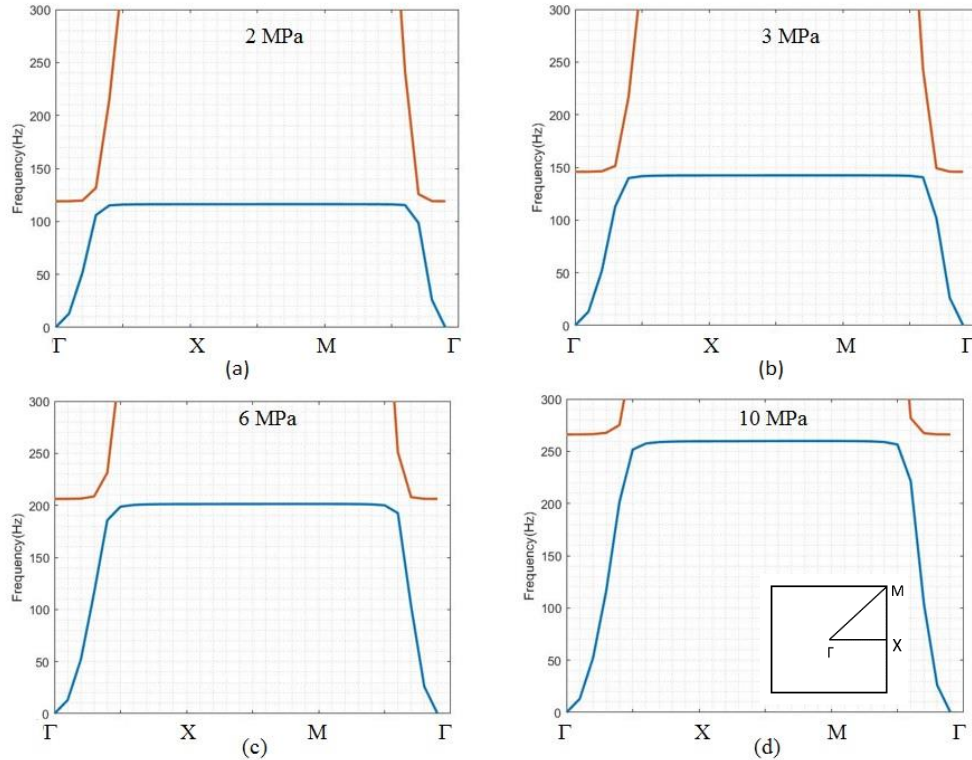 300
250
200
150
100
50
0
Frequency(Hz)
2 MPa
Γ X M Γ
(a)
300
250
200
150
100
50
0
Frequency(Hz)
3 MPa
Γ X M Γ
(b)
300
250
200
150
100
50
0
Frequency(Hz)
6 MPa
Γ X M Γ
(c)
300
250
200
150
100
50
0
Frequency(Hz)
10 MPa
M
X
Γ
Γ X M Γ
(d)